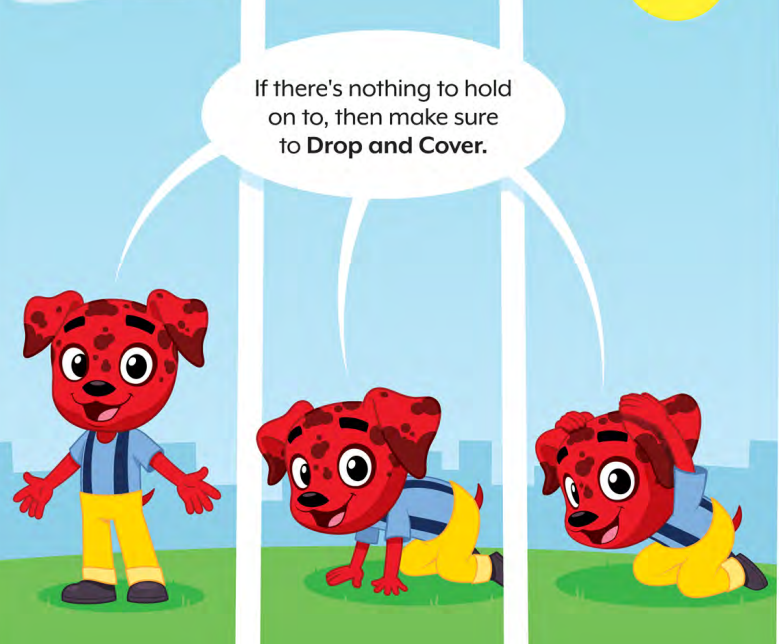 If there's nothing to hold
on to, then make sure
to Drop and Cover.